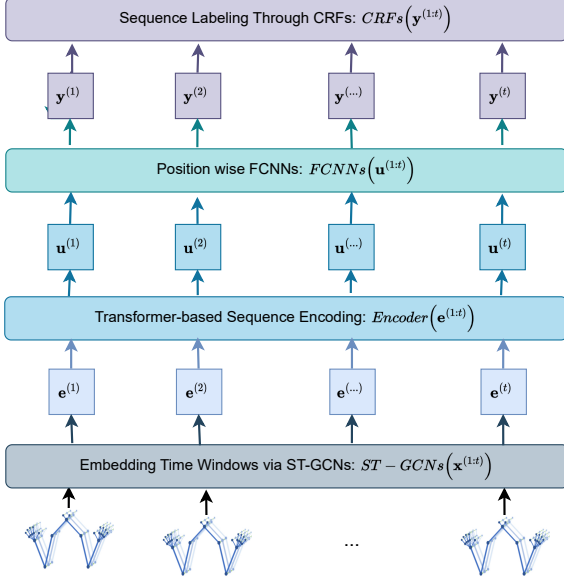 Sequence Labeling Through CRFs: CRFs(y^(1:t))
y^(1) y^(2) y^(...) y^(t)
Position wise FCNNs: FCNNs(u^(1:t))
u^(1) u^(2) u^(...) u^(t)
Transformer-based Sequence Encoding: Encoder(e^(1:t))
e^(1) e^(2) e^(...) e^(t)
Embedding Time Windows via ST-GCNs: ST − GCNs(x^(1:t))
...